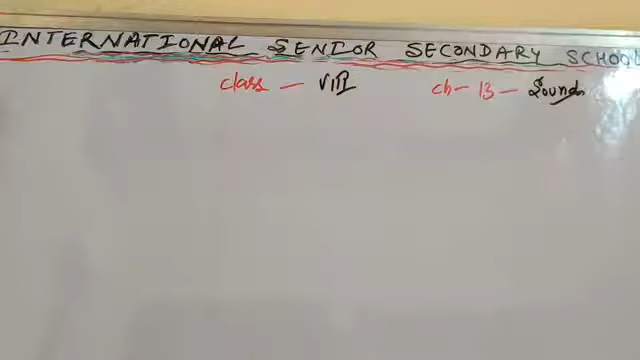 INTERNATIONAL SENIOR SECONDARY SCHOOL
class - VIII ch - 13 - Sound